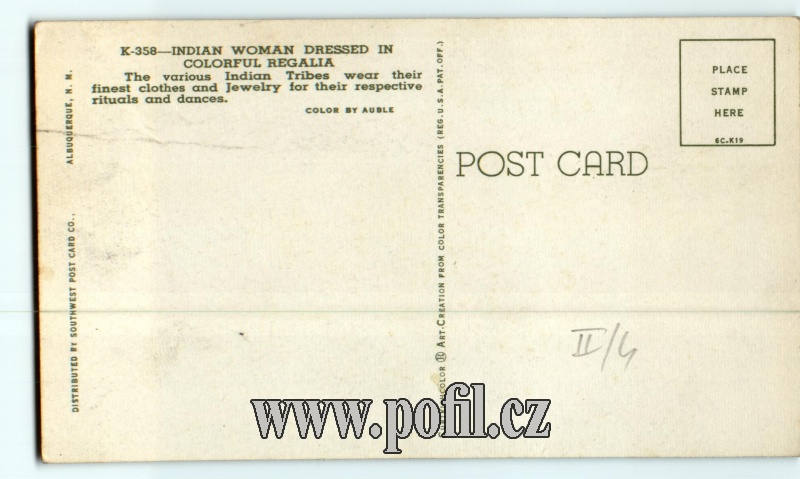 K-358—INDIAN WOMAN DRESSED IN
COLORFUL REGALIA
The various Indian Tribes wear their
finest clothes and Jewelry for their respective
rituals and dances.
COLOR BY AUBLE
DISTRIBUTED BY SOUTHWEST POST CARD CO., ALBUQUERQUE, N. M.
ART-CREATION FROM COLOR TRANSPARENCIES (REG. U.S.A. PAT. OFF.)
PLACE
STAMP
HERE
6C-K19
POST CARD
II/4
www.pofil.cz